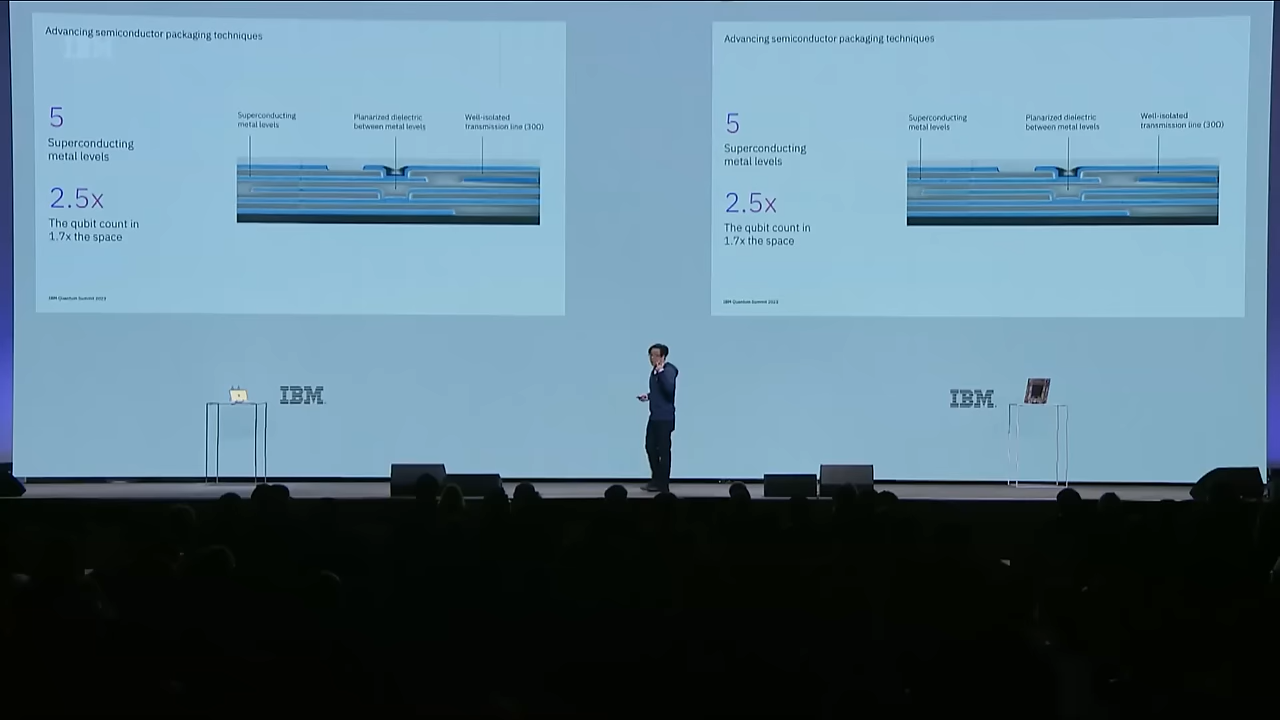 Advancing semiconductor packaging techniques
5
Superconducting
metal levels
2.5x
The qubit count in
1.7x the space
Superconducting
metal levels
Planarized dielectric
between metal levels
Well-isolated
transmission line (30Ω)
IBM Quantum Summit 2023
Advancing semiconductor packaging techniques
5
Superconducting
metal levels
2.5x
The qubit count in
1.7x the space
Superconducting
metal levels
Planarized dielectric
between metal levels
Well-isolated
transmission line (30Ω)
IBM Quantum Summit 2023
IBM
IBM
IBM